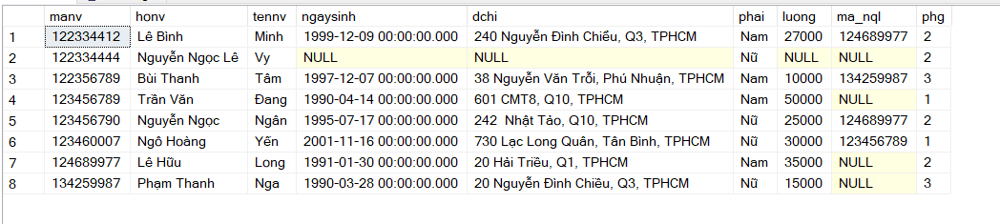 manv honv tennv ngaysinh dchi phai luong ma_nql phg
1 122334412 Lê Bình Minh 1999-12-09 00:00:00.000 240 Nguyễn Đình Chiểu, Q3, TPHCM Nam 27000 124689977 2
2 122334444 Nguyễn Ngọc Lê Vy NULL NULL Nữ NULL NULL 2
3 122356789 Bùi Thanh Tâm 1997-12-07 00:00:00.000 38 Nguyễn Văn Trỗi, Phú Nhuận, TPHCM Nam 10000 134259987 3
4 123456789 Trần Văn Đang 1990-04-14 00:00:00.000 601 CMT8, Q10, TPHCM Nam 50000 NULL 1
5 123456790 Nguyễn Ngọc Ngân 1995-07-17 00:00:00.000 242 Nhật Tảo, Q10, TPHCM Nữ 25000 124689977 2
6 123460007 Ngô Hoàng Yến 2001-11-16 00:00:00.000 730 Lạc Long Quân, Tân Bình, TPHCM Nữ 30000 123456789 1
7 124689977 Lê Hữu Long 1991-01-30 00:00:00.000 20 Hải Triều, Q1, TPHCM Nam 35000 NULL 2
8 134259987 Phạm Thanh Nga 1990-03-28 00:00:00.000 20 Nguyễn Đình Chiểu, Q3, TPHCM Nữ 15000 NULL 3